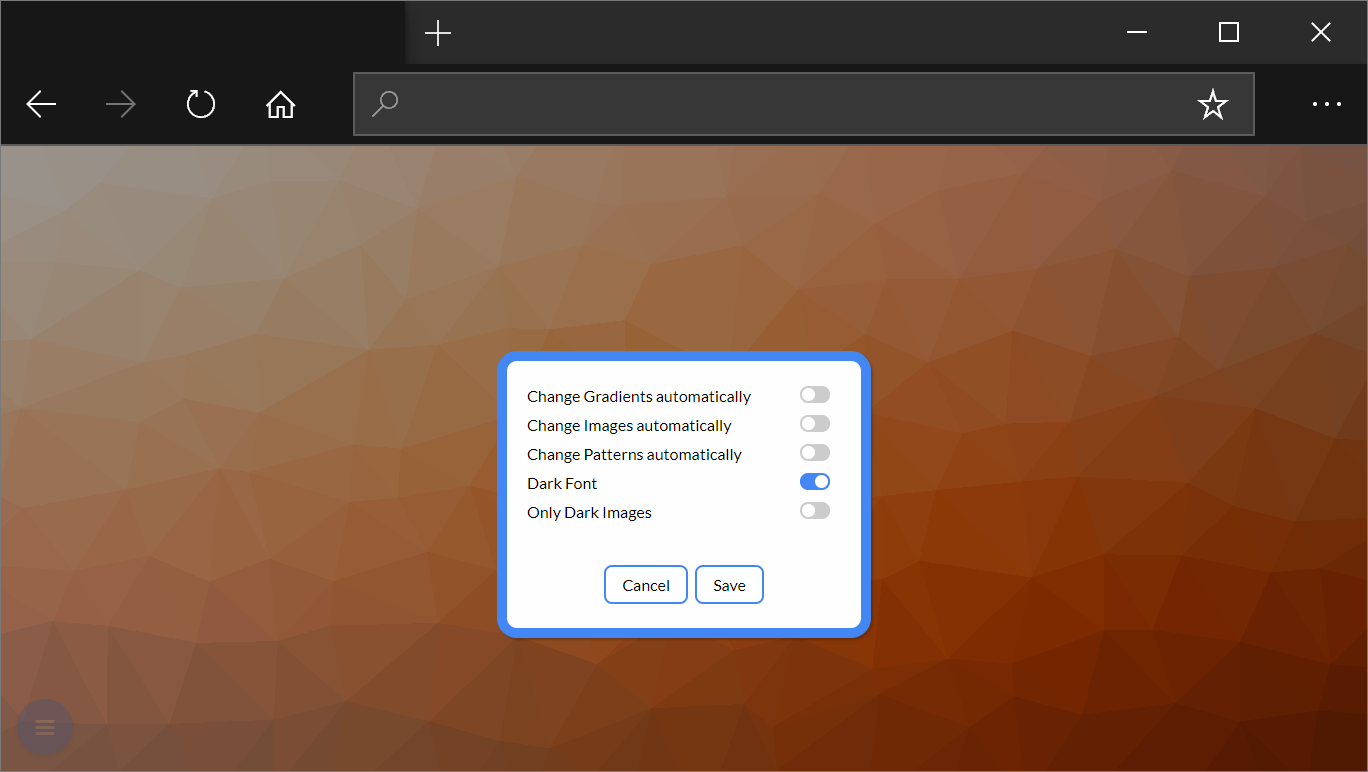 Change Gradients automatically
Change Images automatically
Change Patterns automatically
Dark Font
Only Dark Images
Cancel Save